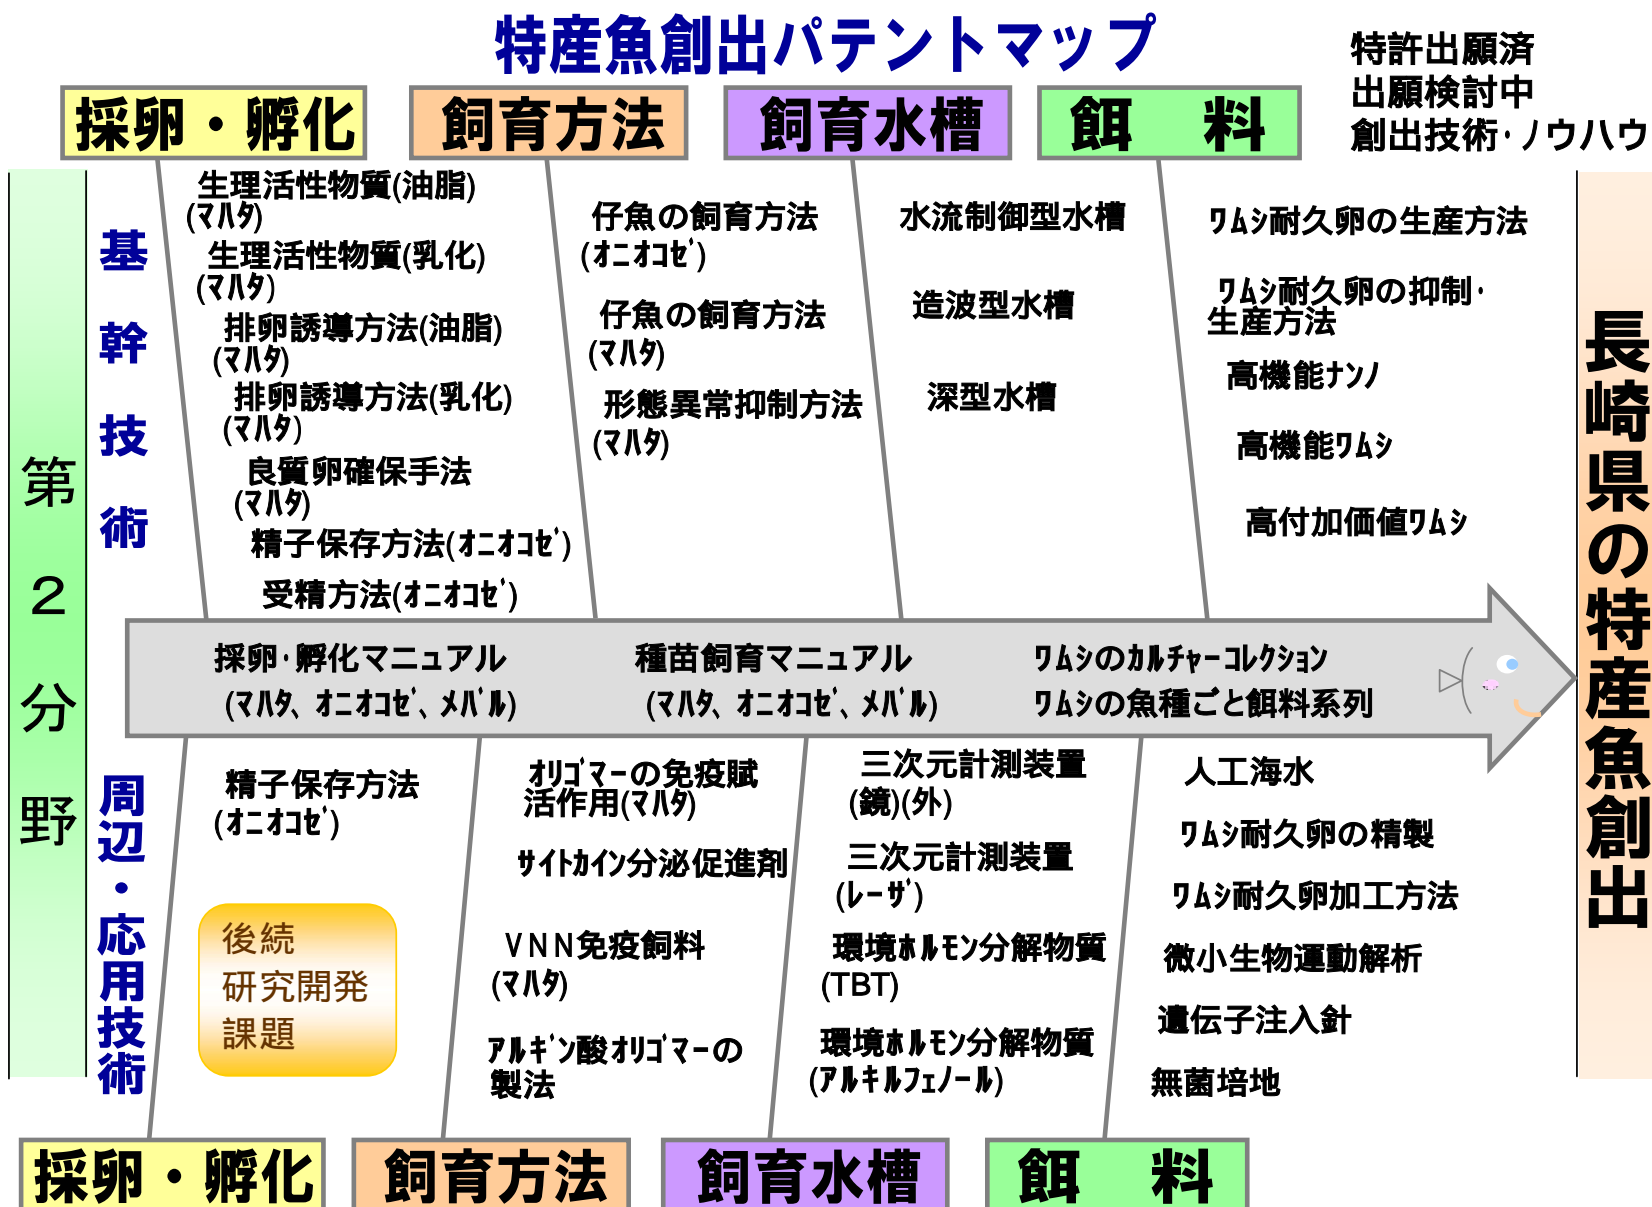 特産魚創出パテントマップ
特許出願済
出願検討中
創出技術・ノウハウ
採卵・孵化
飼育方法
飼育水槽
餌　料
第２分野
基幹技術
生理活性物質(油脂)
(ﾏﾊﾀ)
生理活性物質(乳化)
(ﾏﾊﾀ)
排卵誘導方法(油脂)
(ﾏﾊﾀ)
排卵誘導方法(乳化)
(ﾏﾊﾀ)
良質卵確保手法
(ﾏﾊﾀ)
精子保存方法(ｵﾆｵｺｾﾞ)
受精方法(ｵﾆｵｺｾﾞ)
仔魚の飼育方法
(ｵﾆｵｺｾﾞ)
仔魚の飼育方法
(ﾏﾊﾀ)
形態異常抑制方法
(ﾏﾊﾀ)
水流制御型水槽
造波型水槽
深型水槽
ﾜﾑｼ耐久卵の生産方法
ﾜﾑｼ耐久卵の抑制･
生産方法
高機能ﾅﾝﾉ
高機能ﾜﾑｼ
高付加価値ﾜﾑｼ
採卵･孵化マニュアル
(ﾏﾊﾀ、ｵﾆｵｺｾﾞ、ﾒﾊﾞﾙ)
種苗飼育マニュアル
(ﾏﾊﾀ、ｵﾆｵｺｾﾞ、ﾒﾊﾞﾙ)
ﾜﾑｼのｶﾙﾁｬｰｺﾚｸｼｮﾝ
ﾜﾑｼの魚種ごと餌料系列
長崎県の特産魚創出
周辺・応用技術
精子保存方法
(ｵﾆｵｺｾﾞ)
後続
研究開発
課題
ｵﾘｺﾞﾏｰの免疫賦
活作用(ﾏﾊﾀ)
ｻｲﾄｶｲﾝ分泌促進剤
ＶＮＮ免疫飼料
(ﾏﾊﾀ)
ｱﾙｷﾞﾝ酸ｵﾘｺﾞﾏｰの
製法
三次元計測装置
(鏡)(外)
三次元計測装置
(ﾚｰｻﾞ)
環境ﾎﾙﾓﾝ分解物質
(TBT)
環境ﾎﾙﾓﾝ分解物質
(ｱﾙｷﾙﾌｪﾉｰﾙ)
人工海水
ﾜﾑｼ耐久卵の精製
ﾜﾑｼ耐久卵加工方法
微小生物運動解析
遺伝子注入針
無菌培地
採卵・孵化
飼育方法
飼育水槽
餌　料